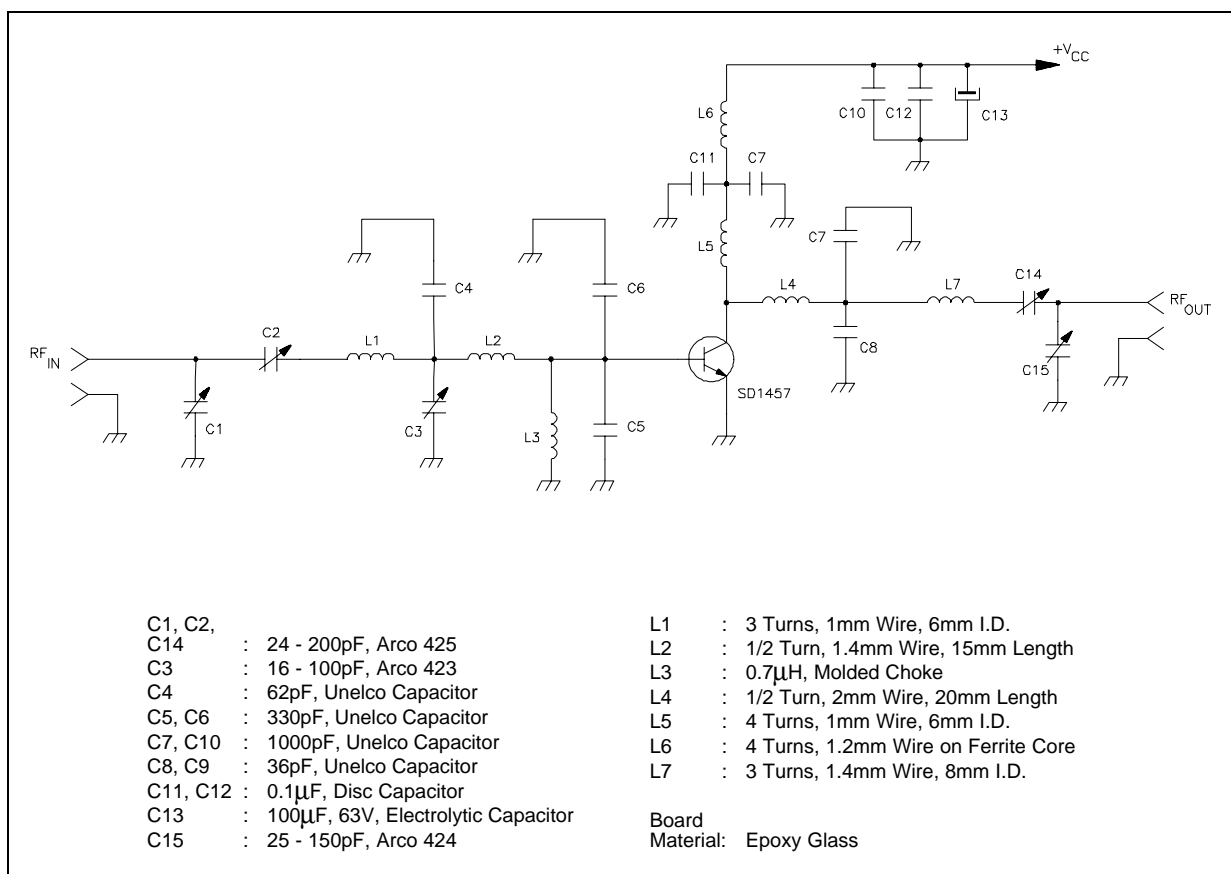 +VCC
L6
C10
C12
C13
C11
C7
L5
C7
C4
C6
L4
L7
C14
RFOUT
C2
L1
L2
RFIN
C8
C15
SD1457
C1
C3
L3
C5
C1, C2,
C14 : 24 - 200pF, Arco 425
C3 : 16 - 100pF, Arco 423
C4 : 62pF, Unelco Capacitor
C5, C6 : 330pF, Unelco Capacitor
C7, C10 : 1000pF, Unelco Capacitor
C8, C9 : 36pF, Unelco Capacitor
C11, C12 : 0.1µF, Disc Capacitor
C13 : 100µF, 63V, Electrolytic Capacitor
C15 : 25 - 150pF, Arco 424
L1 : 3 Turns, 1mm Wire, 6mm I.D.
L2 : 1/2 Turn, 1.4mm Wire, 15mm Length
L3 : 0.7µH, Molded Choke
L4 : 1/2 Turn, 2mm Wire, 20mm Length
L5 : 4 Turns, 1mm Wire, 6mm I.D.
L6 : 4 Turns, 1.2mm Wire on Ferrite Core
L7 : 3 Turns, 1.4mm Wire, 8mm I.D.
Board
Material: Epoxy Glass